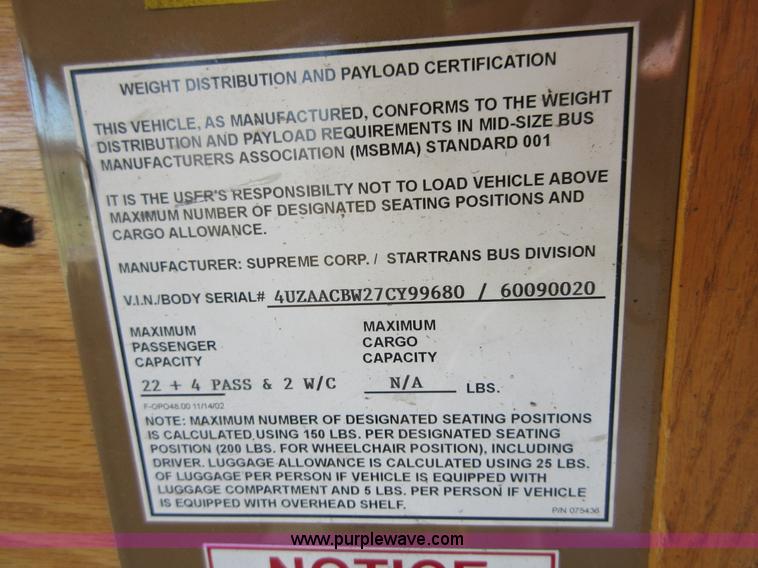 WEIGHT DISTRIBUTION AND PAYLOAD CERTIFICATION
THIS VEHICLE, AS MANUFACTURED, CONFORMS TO THE WEIGHT
DISTRIBUTION AND PAYLOAD REQUIREMENTS IN MID-SIZE BUS
MANUFACTURERS ASSOCIATION (MSBMA) STANDARD 001
IT IS THE USER'S RESPONSIBILTY NOT TO LOAD VEHICLE ABOVE
MAXIMUM NUMBER OF DESIGNATED SEATING POSITIONS AND
CARGO ALLOWANCE.
MANUFACTURER: SUPREME CORP. / STARTRANS BUS DIVISION
V.I.N./BODY SERIAL# 4UZAACBW27CY99680 / 60090020
MAXIMUM PASSENGER CAPACITY
22 + 4 PASS & 2 W/C
MAXIMUM CARGO CAPACITY
N/A LBS.
F-OPO48.00 11/14/02
NOTE: MAXIMUM NUMBER OF DESIGNATED SEATING POSITIONS
IS CALCULATED USING 150 LBS. PER DESIGNATED SEATING
POSITION (200 LBS. FOR WHEELCHAIR POSITION), INCLUDING
DRIVER. LUGGAGE ALLOWANCE IS CALCULATED USING 25 LBS.
OF LUGGAGE PER PERSON IF VEHICLE IS EQUIPPED WITH
LUGGAGE COMPARTMENT AND 5 LBS. PER PERSON IF VEHICLE
IS EQUIPPED WITH OVERHEAD SHELF.
P/N 075436
www.purplewave.com
NOTICE